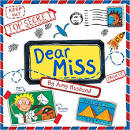 KEEP OUT
TOP SECRET
Dear
Miss
By Amy Husband